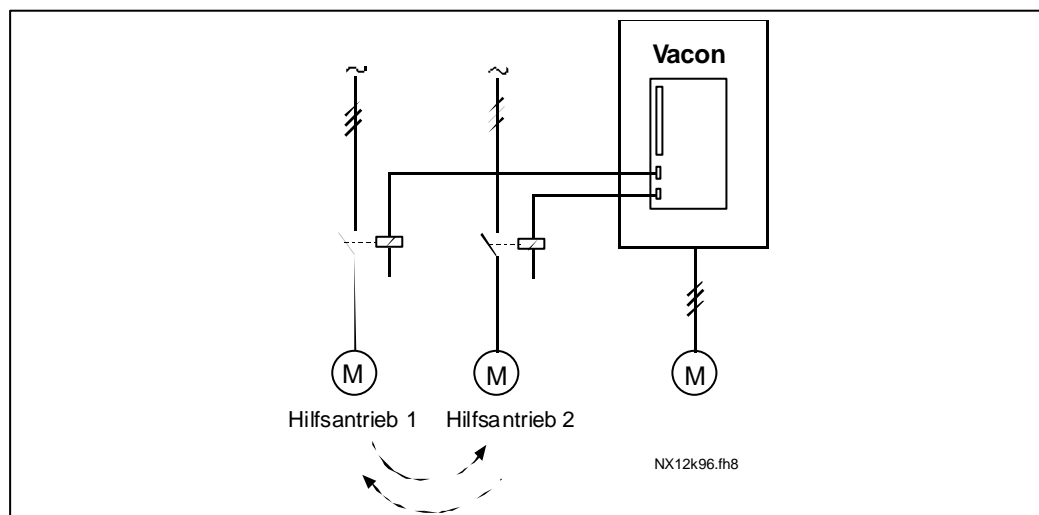 Vacon
M
M
M
Hilfsantrieb 1
Hilfsantrieb 2
NX12k96.fh8